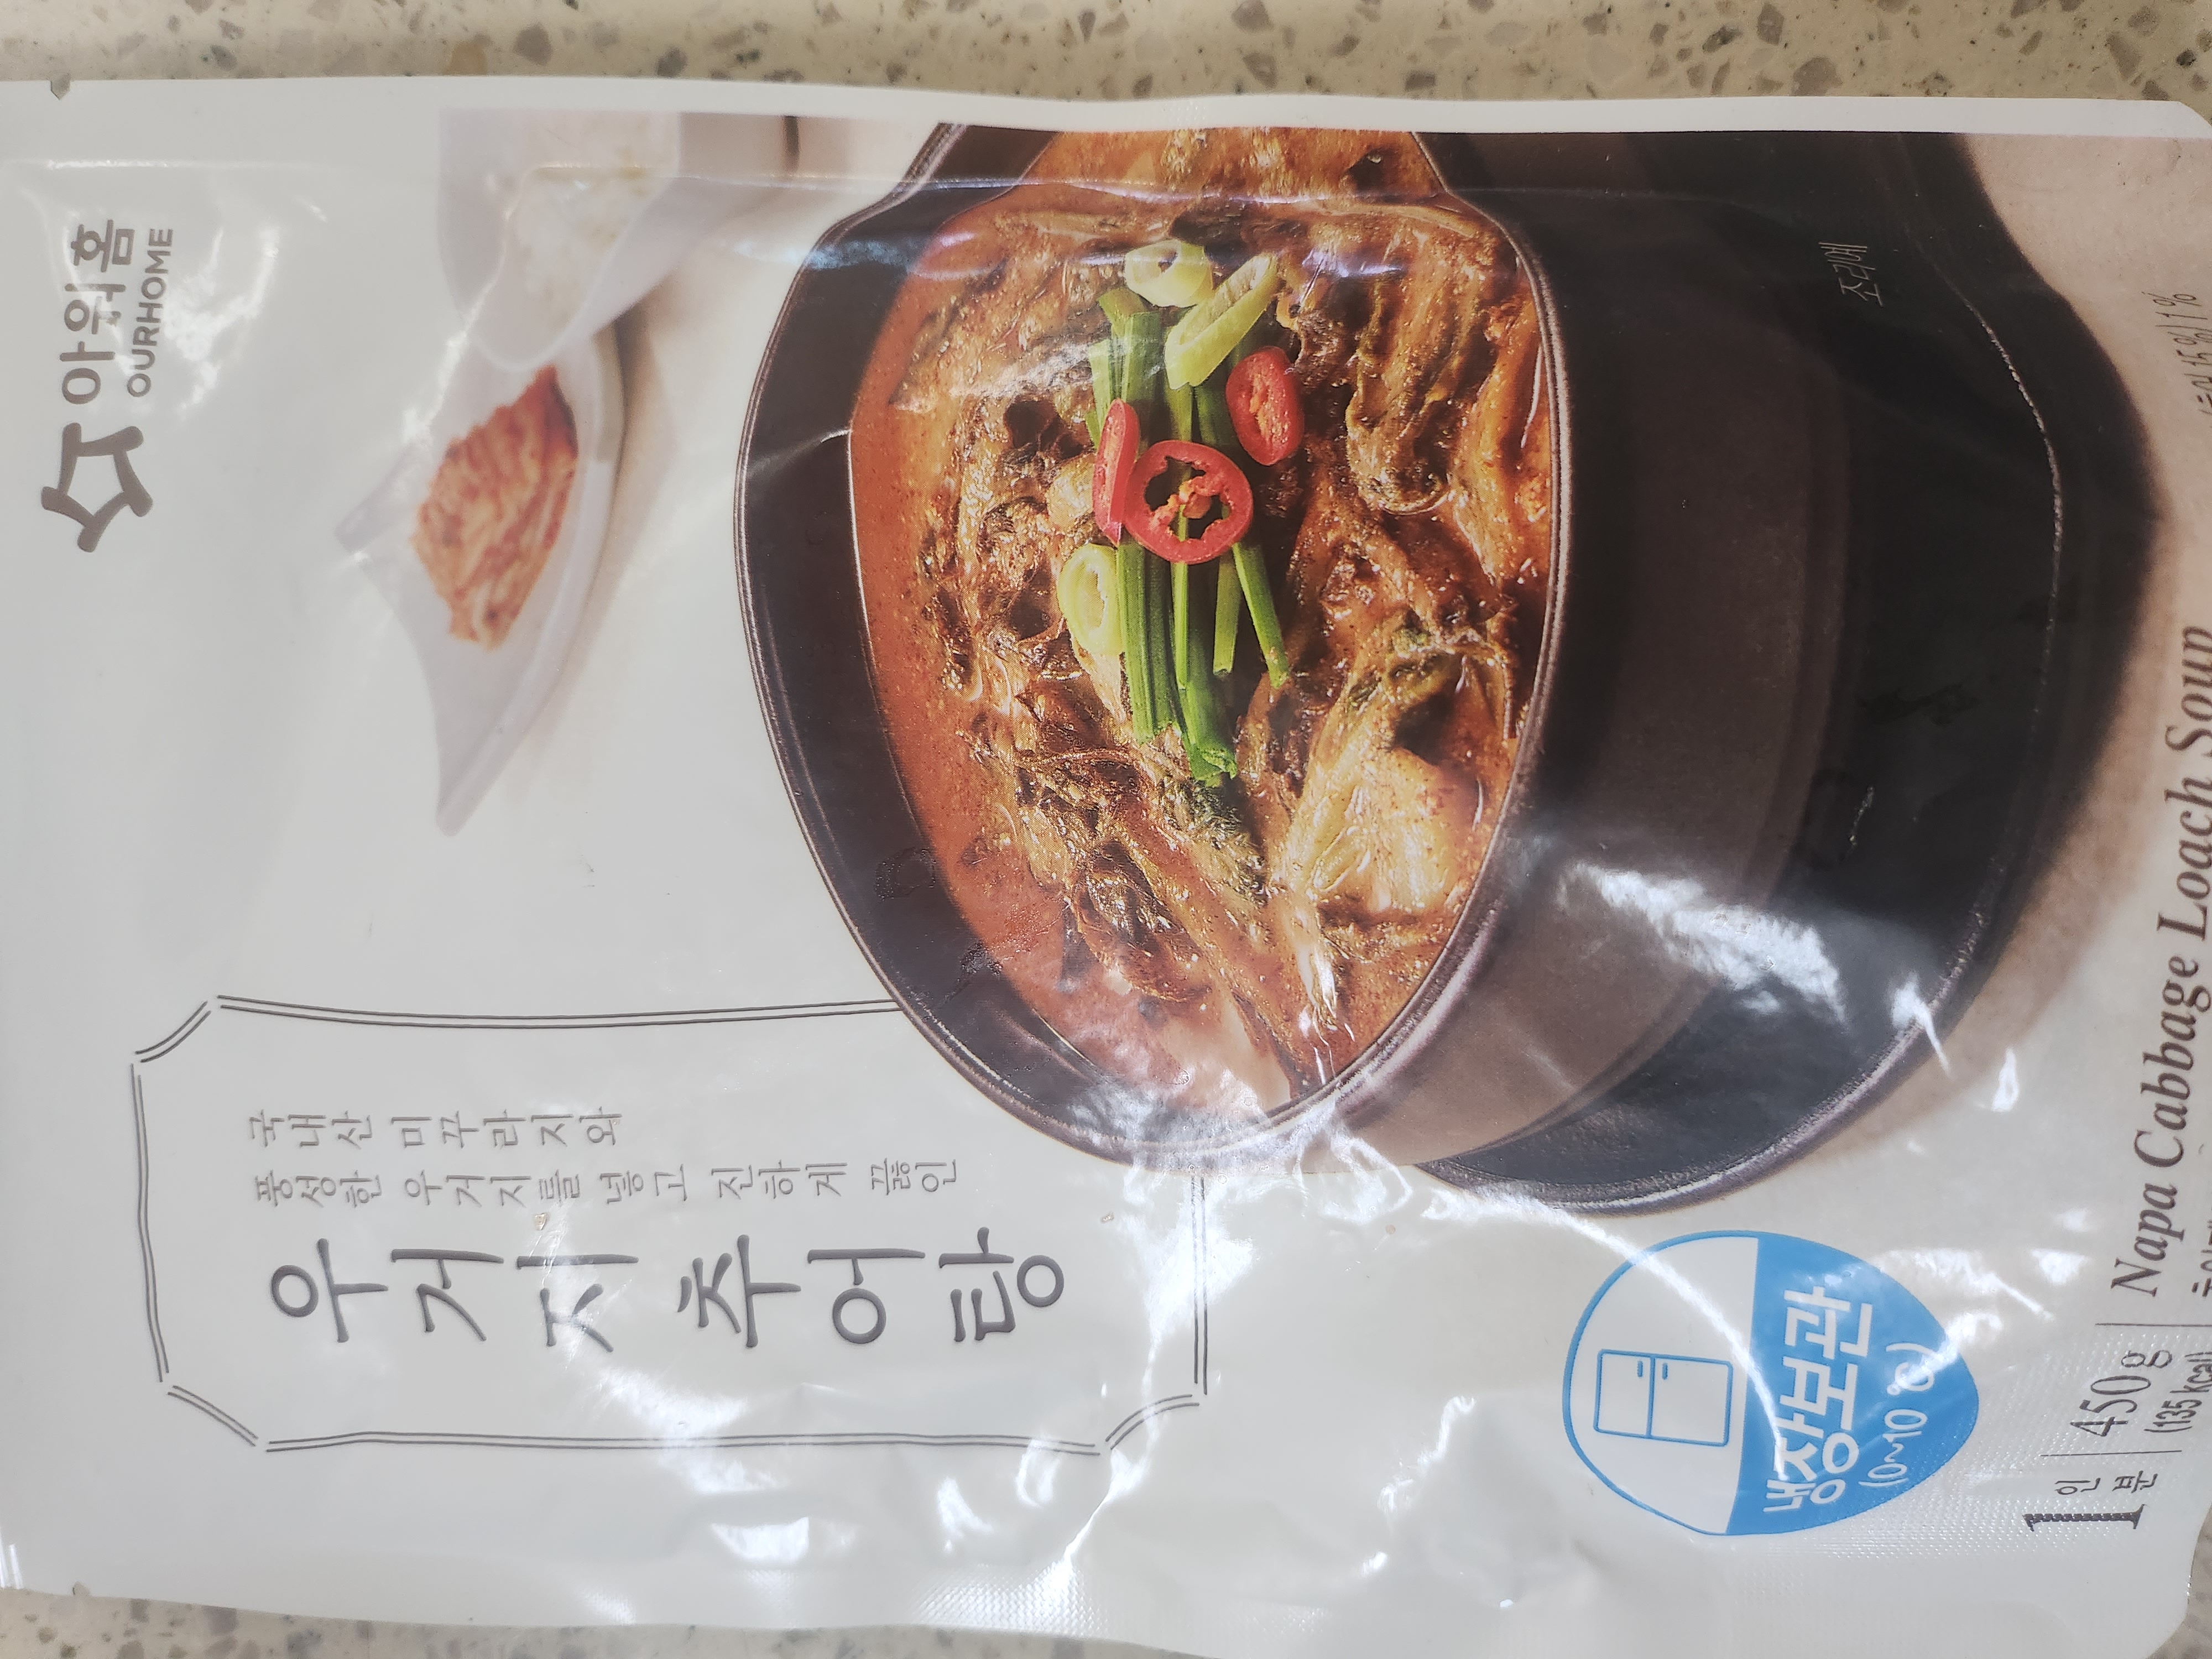 아워홈
OURHOME
국내산 미꾸라지와
풍성한 우거지를 넣고 진하게 끓인
우거지추어탕
냉장보관
(0~10 ℃)
조리예
1인분
450g
(135 kcal)
Napa Cabbage Loach Soup